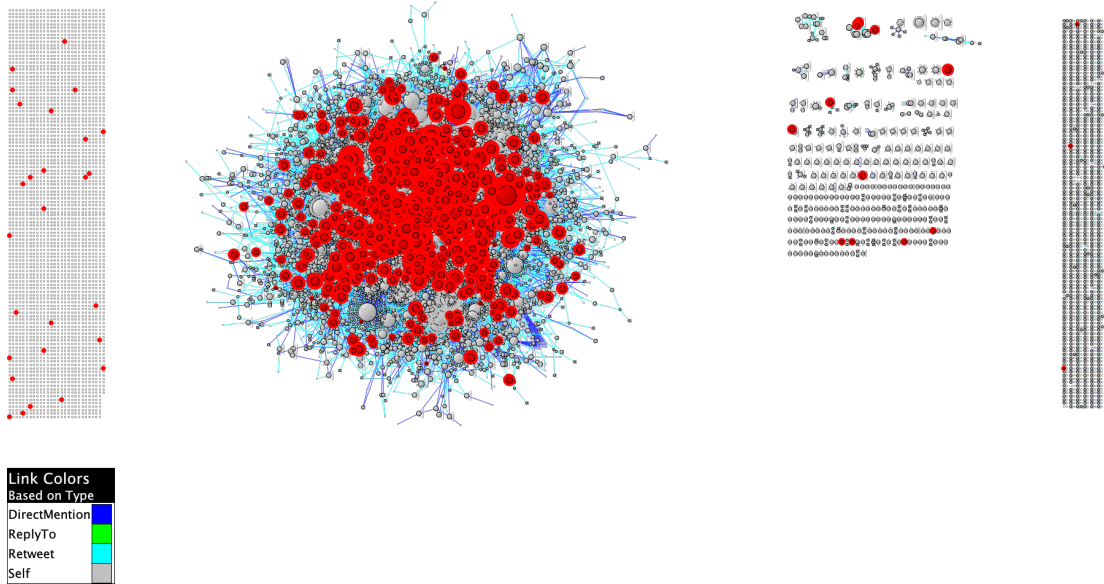 Link Colors
Based on Type
DirectMention
ReplyTo
Retweet
Self